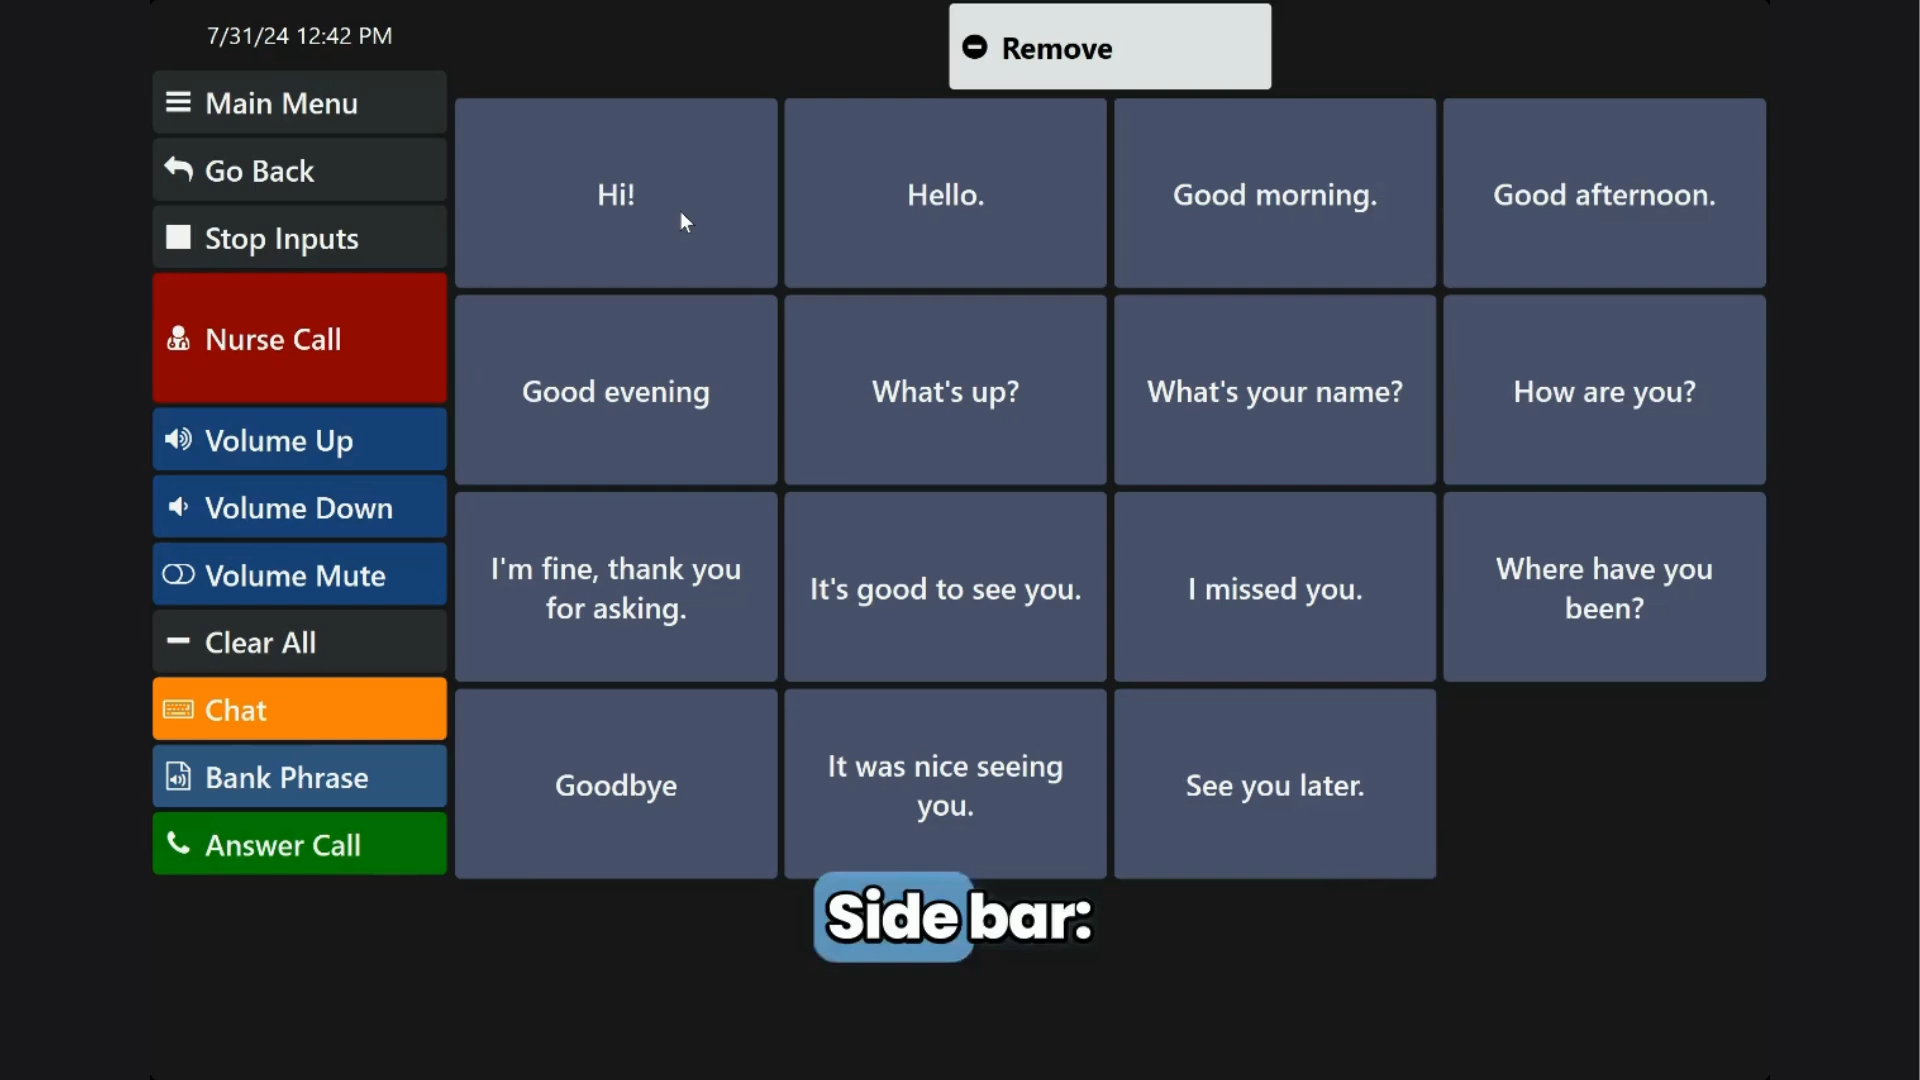 7/31/24 12:42 PM
Remove
Main Menu
Go Back
Stop Inputs
Nurse Call
Volume Up
Volume Down
Volume Mute
Clear All
Chat
Bank Phrase
Answer Call
Hi!
Hello.
Good morning.
Good afternoon.
Good evening
What's up?
What's your name?
How are you?
I'm fine, thank you
for asking.
It's good to see you.
I missed you.
Where have you
been?
Goodbye
It was nice seeing
you.
See you later.
Side bar: